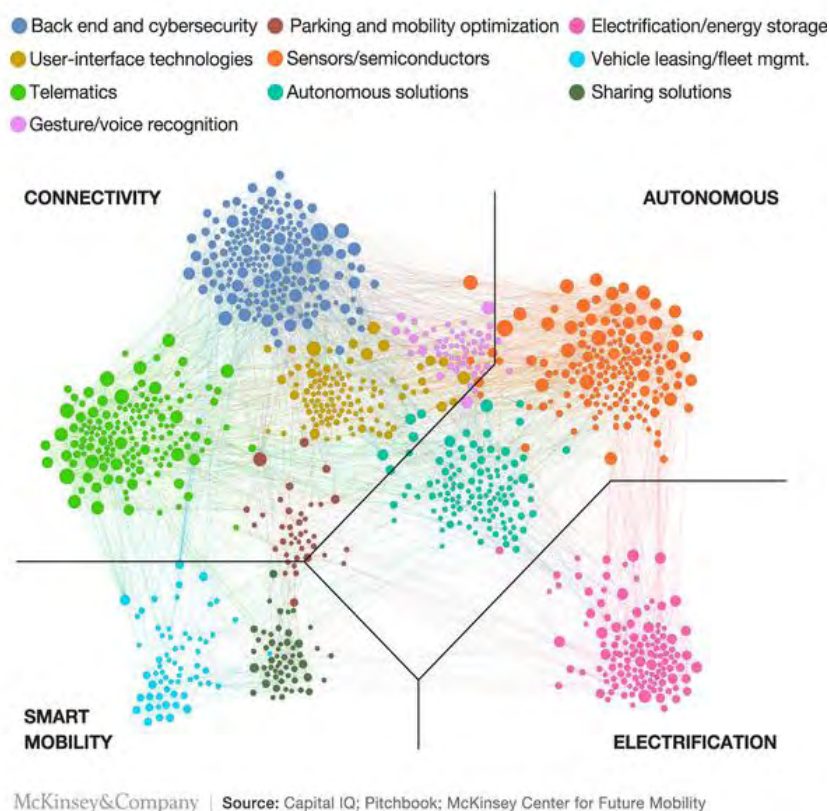 Back end and cybersecurity Parking and mobility optimization Electrification/energy storage
User-interface technologies Sensors/semiconductors Vehicle leasing/fleet mgmt.
Telematics Autonomous solutions Sharing solutions
Gesture/voice recognition
CONNECTIVITY AUTONOMOUS
SMART
MOBILITY ELECTRIFICATION
McKinsey&Company | Source: Capital IQ; Pitchbook; McKinsey Center for Future Mobility